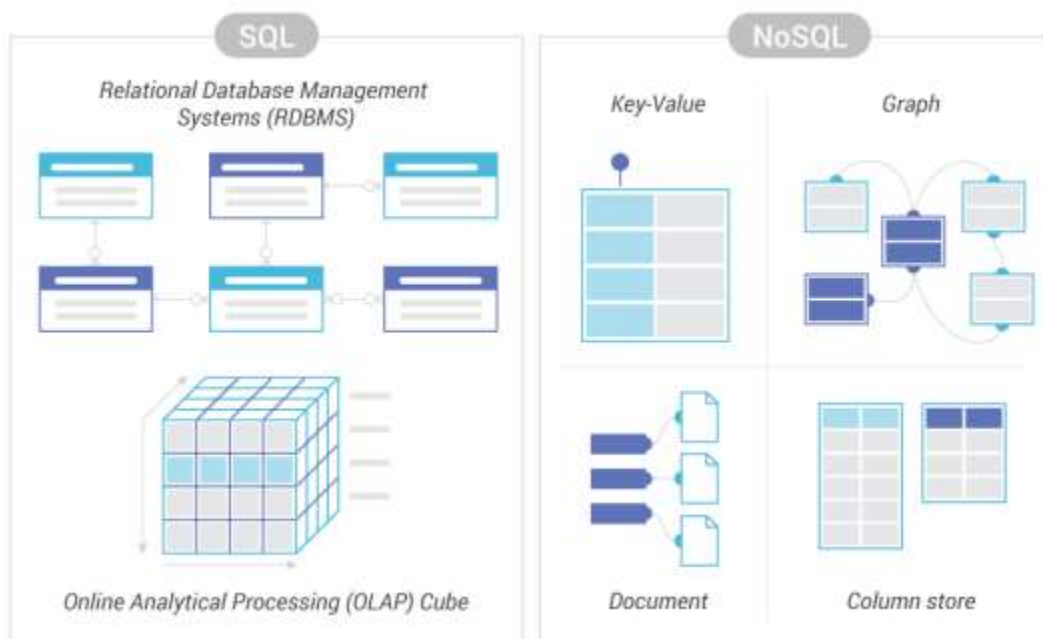 SQL
Relational Database Management
Systems (RDBMS)
Online Analytical Processing (OLAP) Cube
NoSQL
Key-Value
Graph
Document
Column store